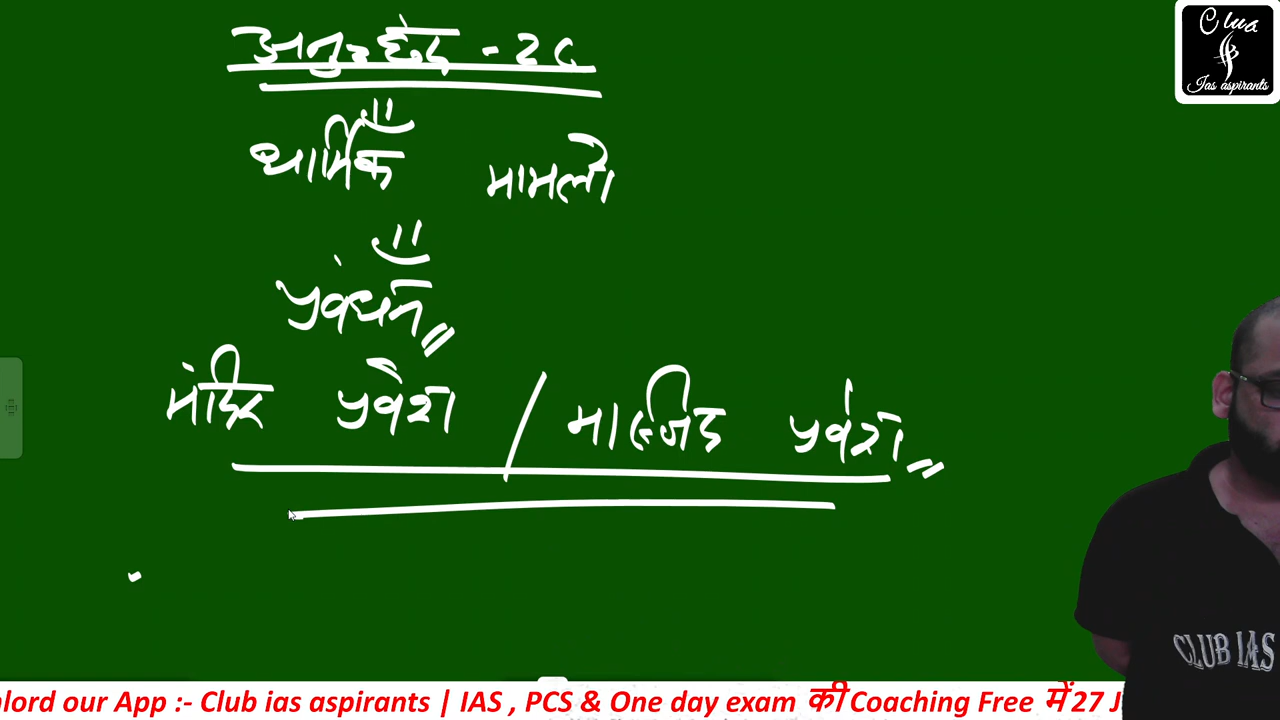 अनुच्छेद - 26
धार्मिक मामलो
प्रबंधन
मंदिर प्रवेश / मस्जिद प्रवेश
Club
Ias aspirants
CLUB IAS
nlord our App :- Club ias aspirants | IAS , PCS & One day exam की Coaching Free में 27 J